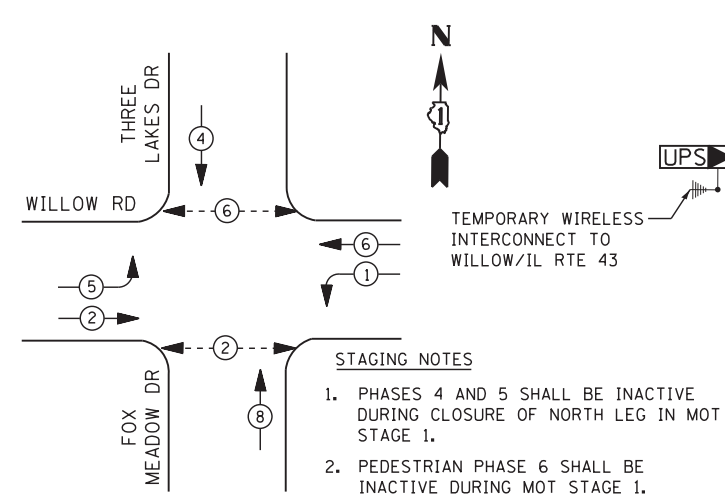 N
THREE
LAKES DR
4
UPS
WILLOW RD
6
TEMPORARY WIRELESS
INTERCONNECT TO
WILLOW/IL RTE 43
1
6
1
5
2
2
STAGING NOTES
1. PHASES 4 AND 5 SHALL BE INACTIVE
DURING CLOSURE OF NORTH LEG IN MOT
STAGE 1.
FOX
MEADOW DR
8
2. PEDESTRIAN PHASE 6 SHALL BE
INACTIVE DURING MOT STAGE 1.